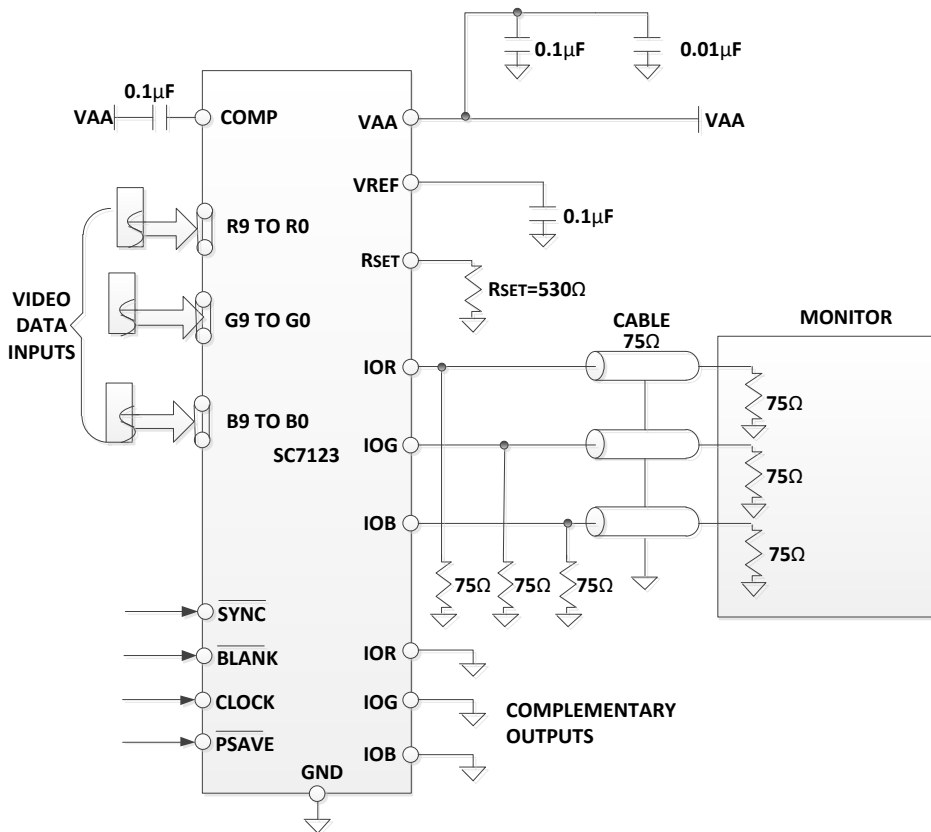 0.1µF
0.01µF
0.1µF
VAA
COMP
VAA
VAA
VREF
0.1µF
R9 TO R0
RSET
RSET=530Ω
VIDEO
DATA
INPUTS
G9 TO G0
CABLE
75Ω
MONITOR
IOR
75Ω
B9 TO B0
SC7123
IOG
75Ω
IOB
75Ω
75Ω
75Ω
75Ω
SYNC
BLANK
IOR
CLOCK
IOG
COMPLEMENTARY
OUTPUTS
PSAVE
IOB
GND